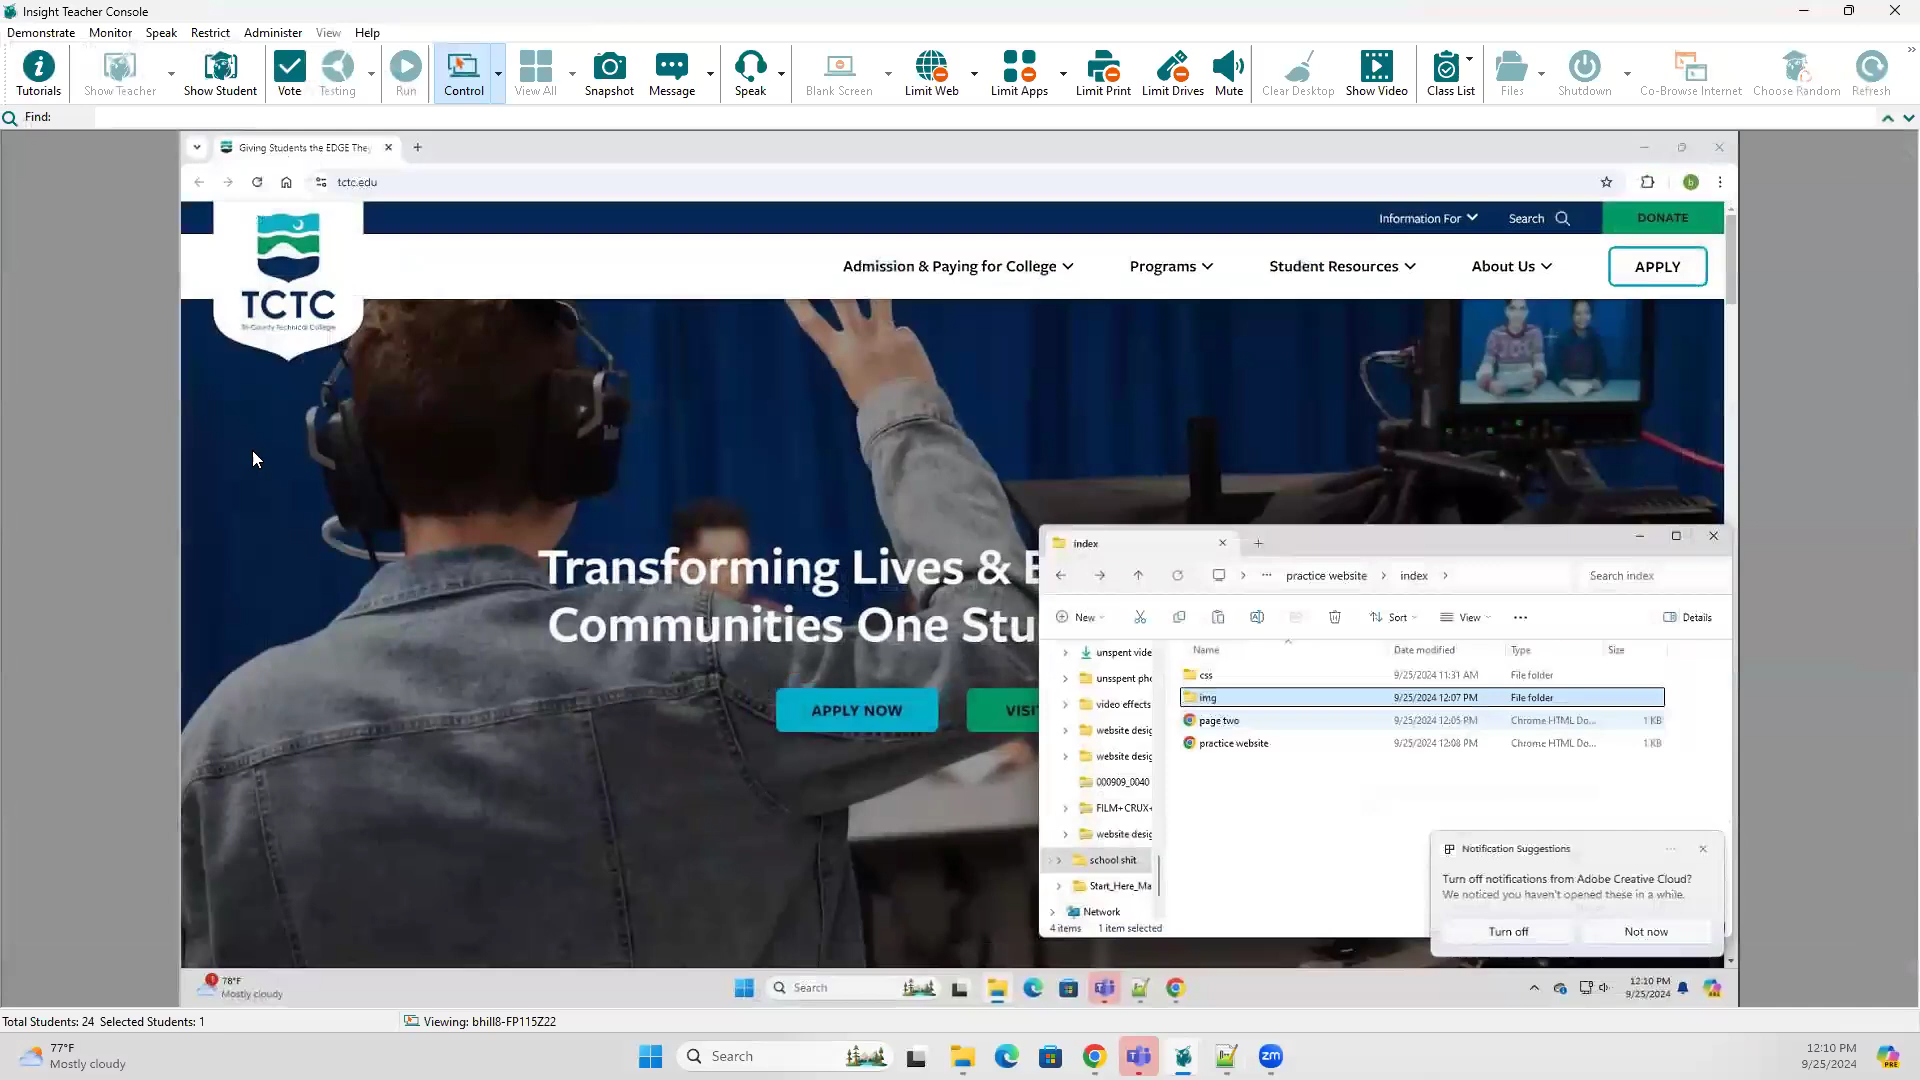 Insight Teacher Console
Demonstrate Monitor Speak Restrict Administer View Help
Tutorials Show Teacher Show Student Vote Testing Run Control View All Snapshot Message Speak Blank Screen Limit Web Limit Apps Limit Print Limit Drives Mute Clear Desktop Show Video Class List Files Shutdown Co-Browse Internet Choose Random Refresh
Find:
Giving Students the EDGE They
tctc.edu
Information For Search DONATE
Admission & Paying for College Programs Student Resources About Us APPLY
TCTC
Tri-County Technical College
Transforming Lives &
Communities One Stu
APPLY NOW VISI
index
practice website index Search index
New Sort View Details
Name Date modified Type Size
unspent vide
unsspent pho
video effects
website desig
website desig
000909_0040
FILM+CRUX+
website desig
school shit
Start_Here_Ma
Network
css 9/25/2024 11:31 AM File folder
img 9/25/2024 12:07 PM File folder
page two 9/25/2024 12:05 PM Chrome HTML Do... 1 KB
practice website 9/25/2024 12:08 PM Chrome HTML Do... 1 KB
4 items 1 item selected
Notification Suggestions
Turn off notifications from Adobe Creative Cloud?
We noticed you haven't opened these in a while.
Turn off Not now
78°F
Mostly cloudy
Search
12:10 PM
9/25/2024
Total Students: 24 Selected Students: 1 Viewing: bhill8-FP115Z22
77°F
Mostly cloudy
Search
zm
12:10 PM
9/25/2024